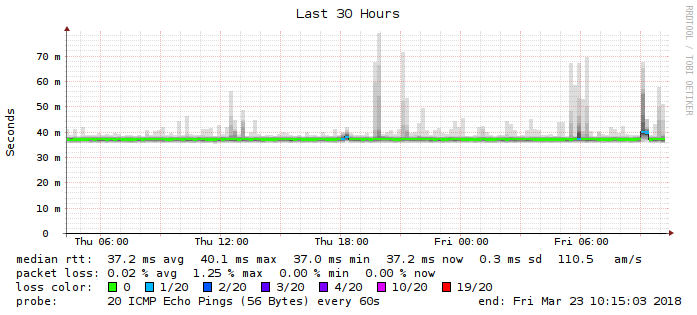 Last 30 Hours
RRDTOOL / TOBI OETIKER
Seconds
70 m
60 m
50 m
40 m
30 m
20 m
10 m
0
Thu 06:00 Thu 12:00 Thu 18:00 Fri 00:00 Fri 06:00
median rtt: 37.2 ms avg 40.1 ms max 37.0 ms min 37.2 ms now 0.3 ms sd 110.5 am/s
packet loss: 0.02 % avg 1.25 % max 0.00 % min 0.00 % now
loss color: 0 1/20 2/20 3/20 4/20 10/20 19/20
probe: 20 ICMP Echo Pings (56 Bytes) every 60s end: Fri Mar 23 10:15:03 2018